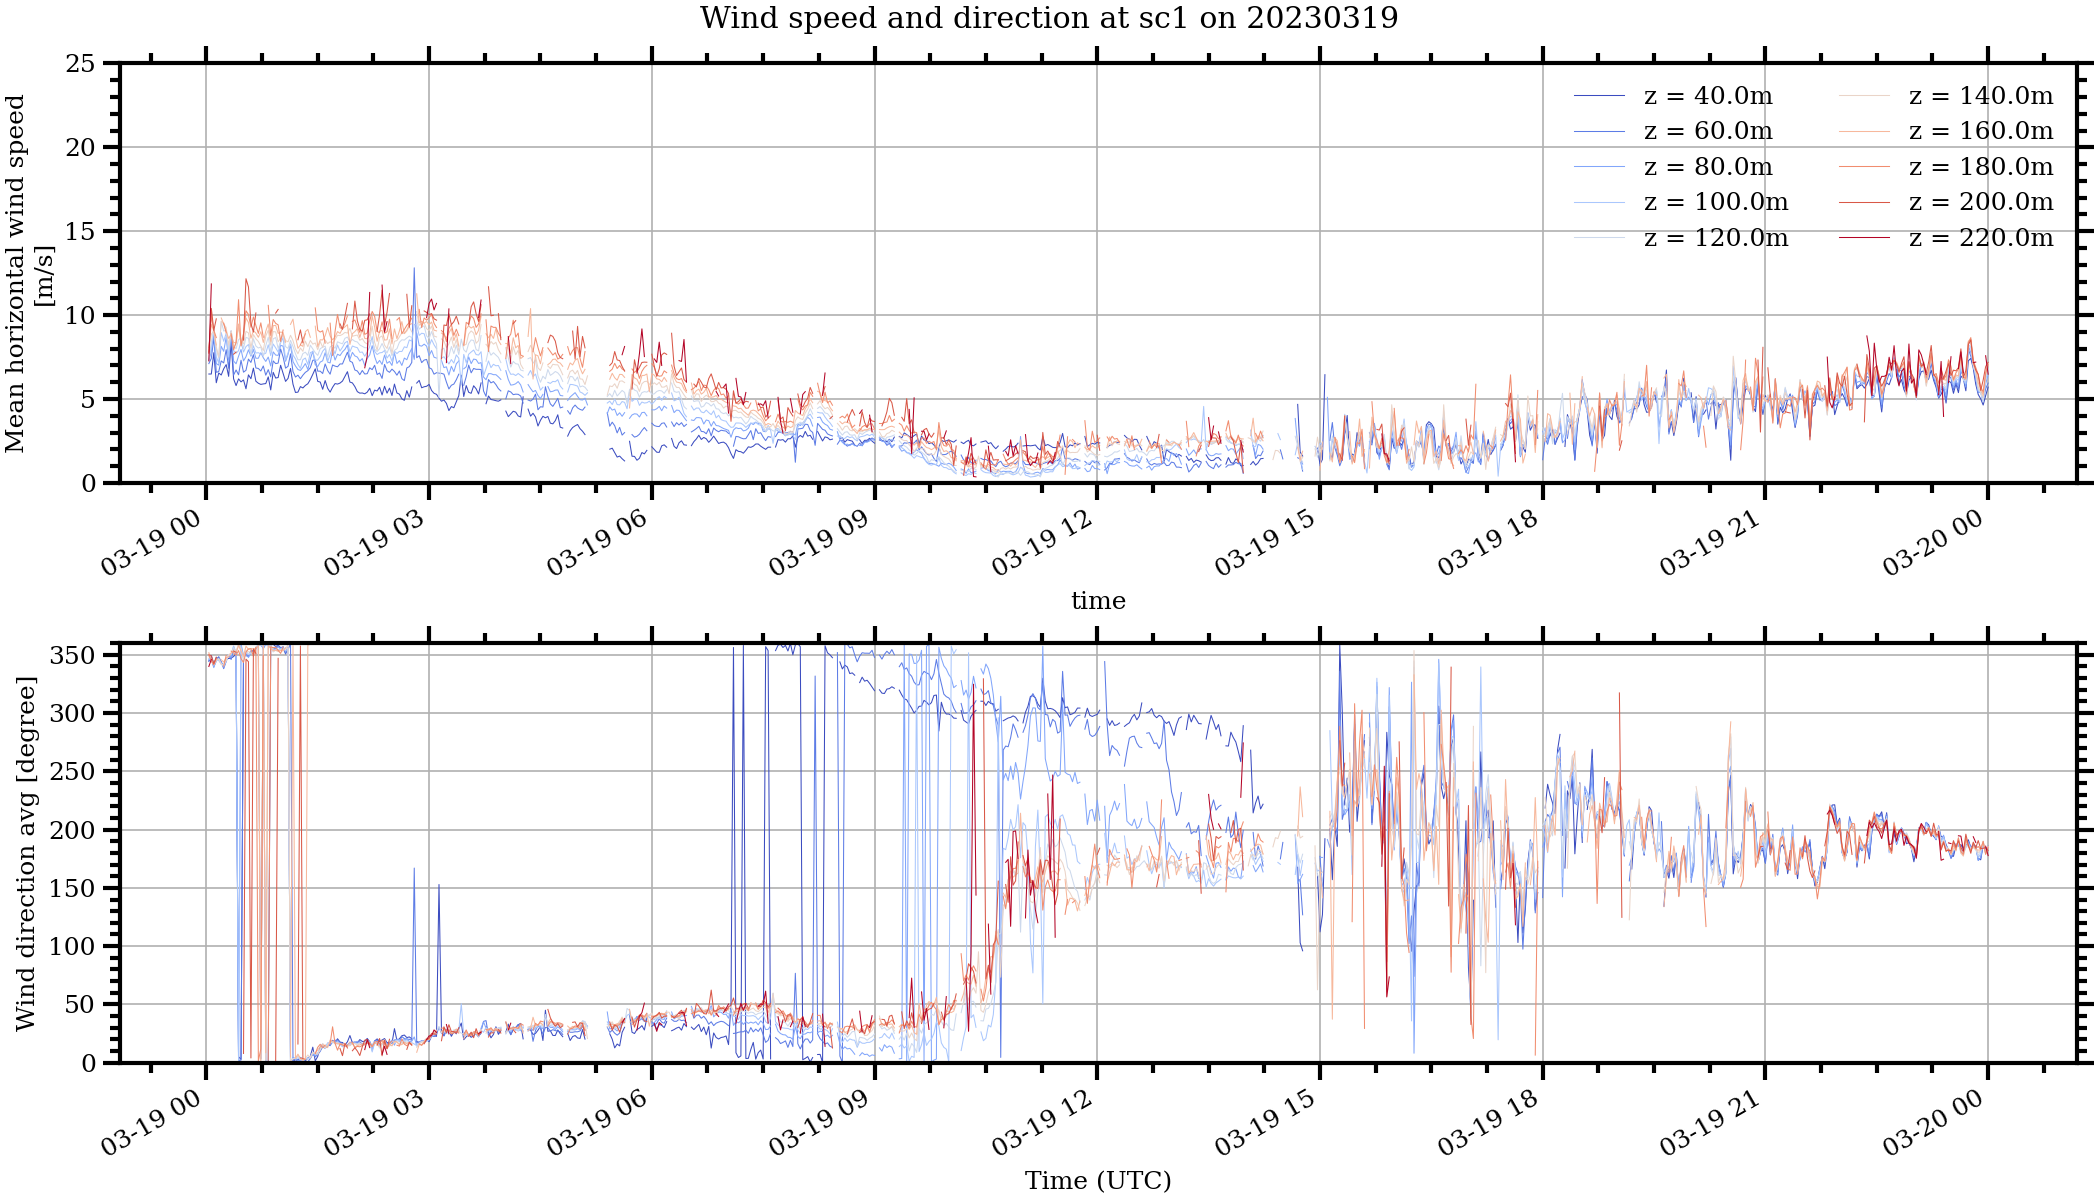 Wind speed and direction at sc1 on 20230319
Mean horizontal wind speed
[m/s]
25
20
15
10
5
0
z = 40.0m
z = 60.0m
z = 80.0m
z = 100.0m
z = 120.0m
z = 140.0m
z = 160.0m
z = 180.0m
z = 200.0m
z = 220.0m
03-19 00
03-19 03
03-19 06
03-19 09
03-19 12
03-19 15
03-19 18
03-19 21
03-20 00
time
Wind direction avg [degree]
350
300
250
200
150
100
50
0
03-19 00
03-19 03
03-19 06
03-19 09
03-19 12
03-19 15
03-19 18
03-19 21
03-20 00
Time (UTC)